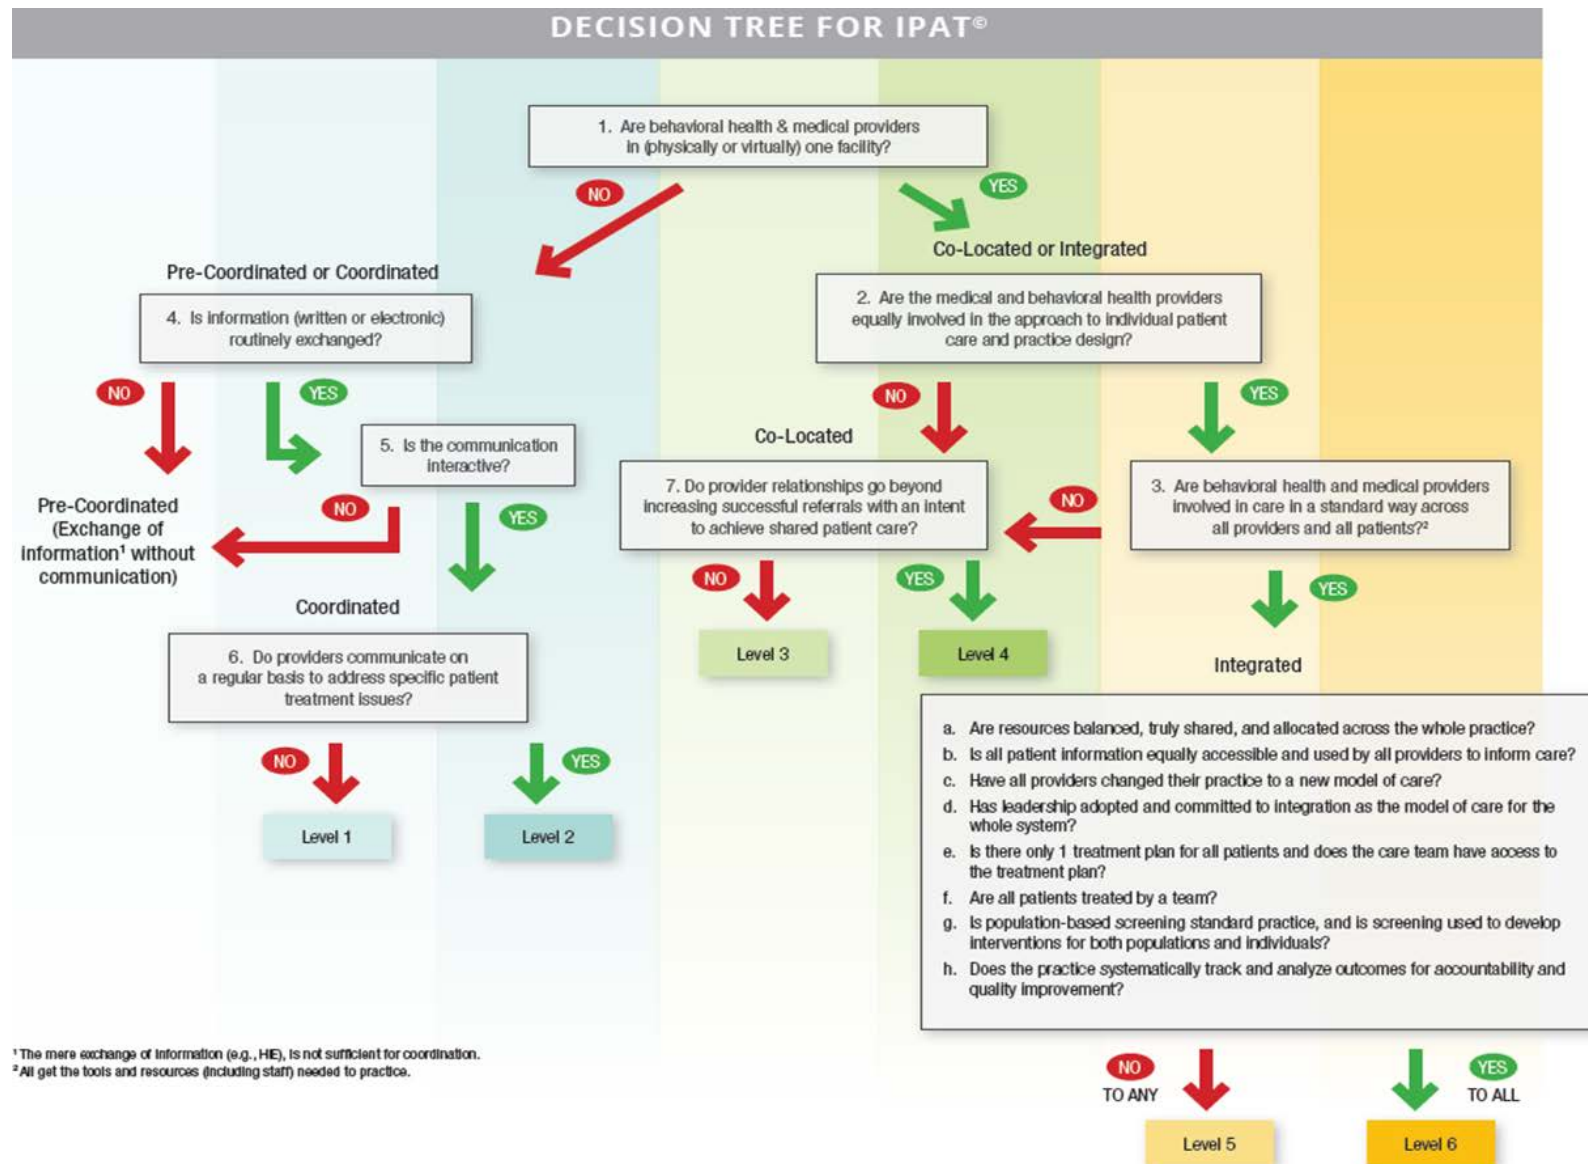 DECISION TREE FOR IPAT©
1. Are behavioral health & medical providers
in (physically or virtually) one facility?
NO
YES
Pre-Coordinated or Coordinated
Co-Located or Integrated
4. Is information (written or electronic)
routinely exchanged?
2. Are the medical and behavioral health providers
equally involved in the approach to individual patient
care and practice design?
NO
YES
NO
YES
5. Is the communication
interactive?
Co-Located
7. Do provider relationships go beyond
increasing successful referrals with an intent
to achieve shared patient care?
NO
3. Are behavioral health and medical providers
involved in care in a standard way across
all providers and all patients?²
Pre-Coordinated
(Exchange of
information¹ without
communication)
NO
YES
NO
YES
YES
Coordinated
6. Do providers communicate on
a regular basis to address specific patient
treatment issues?
Level 3
Level 4
Integrated
NO
YES
Level 1
Level 2
a. Are resources balanced, truly shared, and allocated across the whole practice?
b. Is all patient information equally accessible and used by all providers to inform care?
c. Have all providers changed their practice to a new model of care?
d. Has leadership adopted and committed to integration as the model of care for the
whole system?
e. Is there only 1 treatment plan for all patients and does the care team have access to
the treatment plan?
f. Are all patients treated by a team?
g. Is population-based screening standard practice, and is screening used to develop
interventions for both populations and individuals?
h. Does the practice systematically track and analyze outcomes for accountability and
quality improvement?
¹ The mere exchange of information (e.g., HIE), is not sufficient for coordination.
² All get the tools and resources (including staff) needed to practice.
NO
TO ANY
YES
TO ALL
Level 5
Level 6